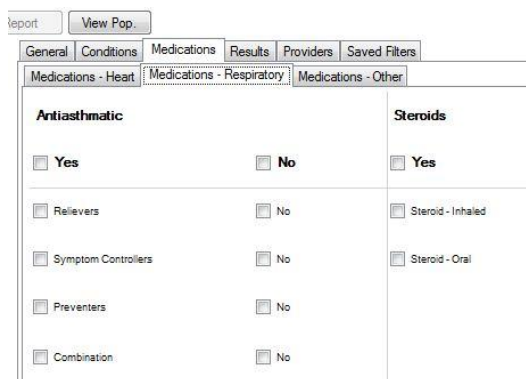 Report View Pop.
General Conditions Medications Results Providers Saved Filters
Medications - Heart Medications - Respiratory Medications - Other
Antiasthmatic Steroids
Yes No Yes
Relievers No Steroid - Inhaled
Symptom Controllers No Steroid - Oral
Preventers No
Combination No